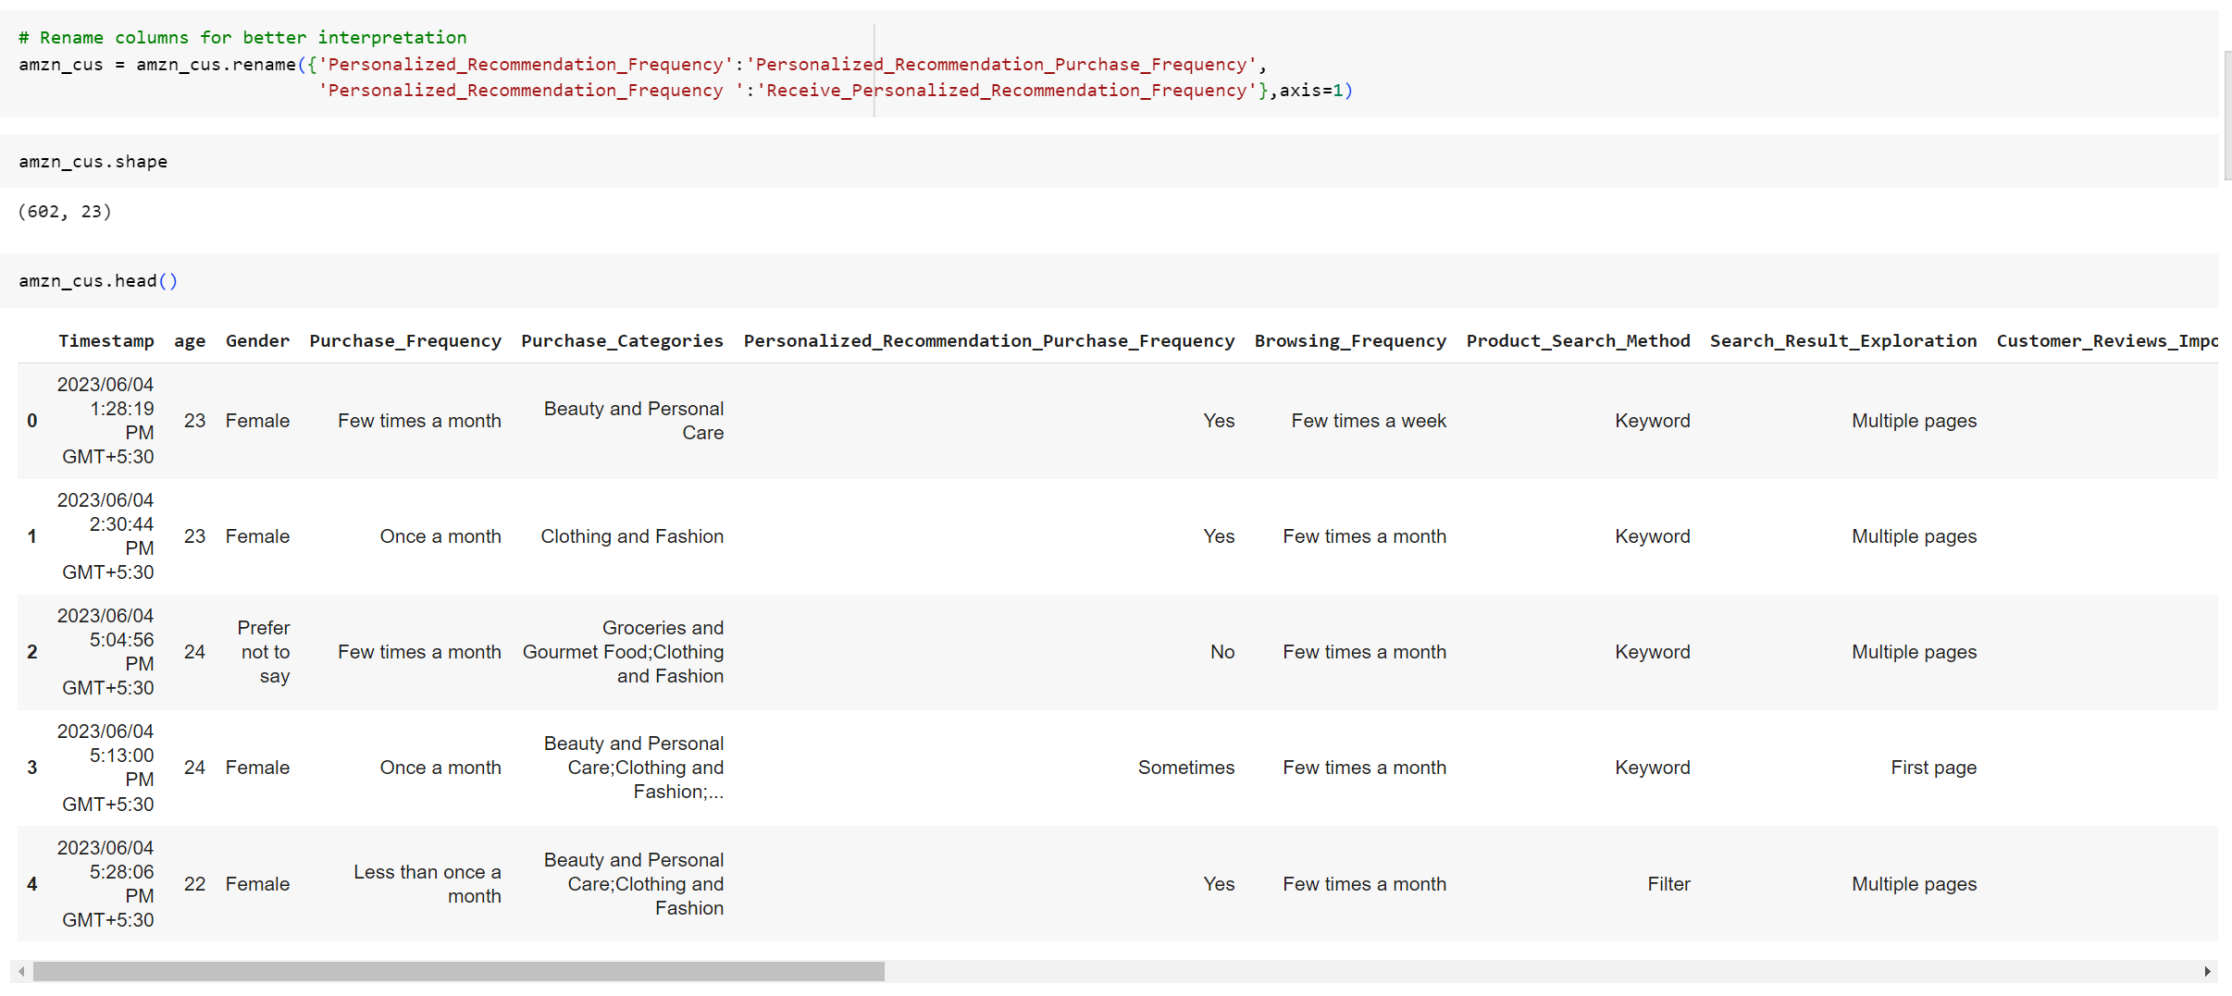 # Rename columns for better interpretation
amzn_cus = amzn_cus.rename({'Personalized_Recommendation_Frequency':'Personalized_Recommendation_Purchase_Frequency',
'Personalized_Recommendation_Frequency ':'Receive_Personalized_Recommendation_Frequency'},axis=1)
amzn_cus.shape
(602, 23)
amzn_cus.head()
Timestamp age Gender Purchase_Frequency Purchase_Categories Personalized_Recommendation_Purchase_Frequency Browsing_Frequency Product_Search_Method Search_Result_Exploration Customer_Reviews_Impo
2023/06/04
1:28:19
PM
GMT+5:30
0 23 Female Few times a month
Beauty and Personal
Care
Yes Few times a week Keyword Multiple pages
2023/06/04
2:30:44
PM
GMT+5:30
1 23 Female Once a month Clothing and Fashion Yes Few times a month Keyword Multiple pages
2023/06/04
5:04:56
PM
GMT+5:30
2 24
Prefer
not to
say
Few times a month
Groceries and
Gourmet Food;Clothing
and Fashion
No Few times a month Keyword Multiple pages
2023/06/04
5:13:00
PM
GMT+5:30
3 24 Female Once a month
Beauty and Personal
Care;Clothing and
Fashion;...
Sometimes Few times a month Keyword First page
2023/06/04
5:28:06
PM
GMT+5:30
4 22 Female
Less than once a
month
Beauty and Personal
Care;Clothing and
Fashion
Yes Few times a month Filter Multiple pages